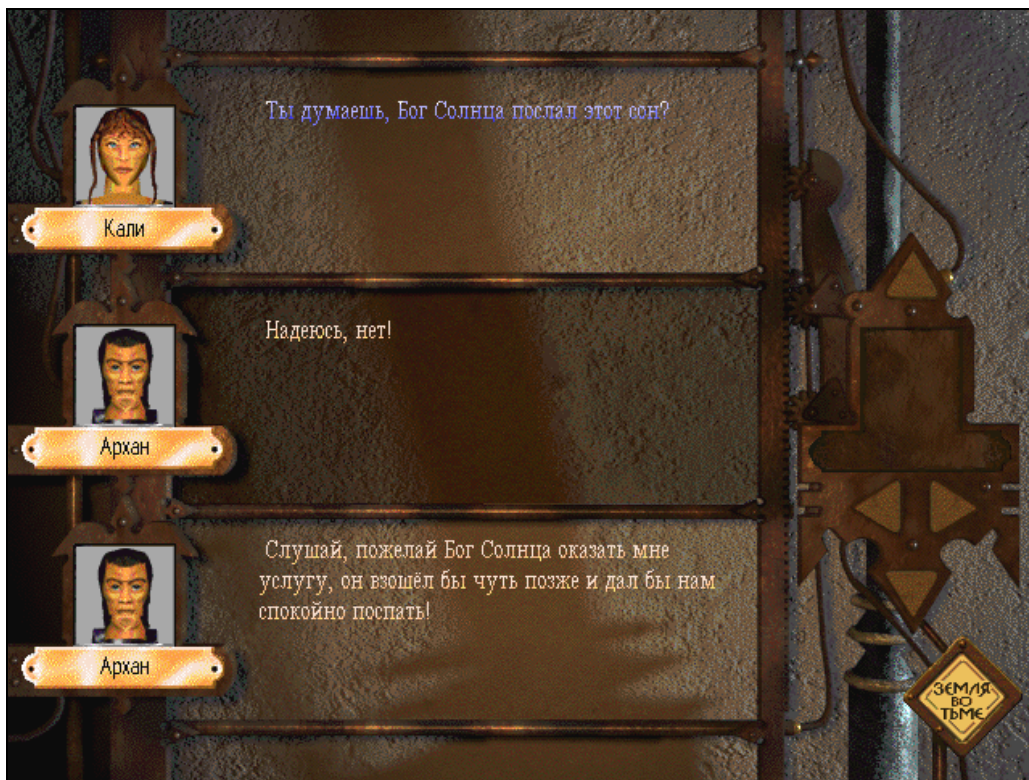 Ты думаешь, Бог Солнца послал этот сон?
Кали
Надеюсь, нет!
Архан
Слушай, пожелай Бог Солнца оказать мне
услугу, он взошёл бы чуть позже и дал бы нам
спокойно поспать!
Архан
ЗЕМЛЯ
ВО
ТЬМЕ